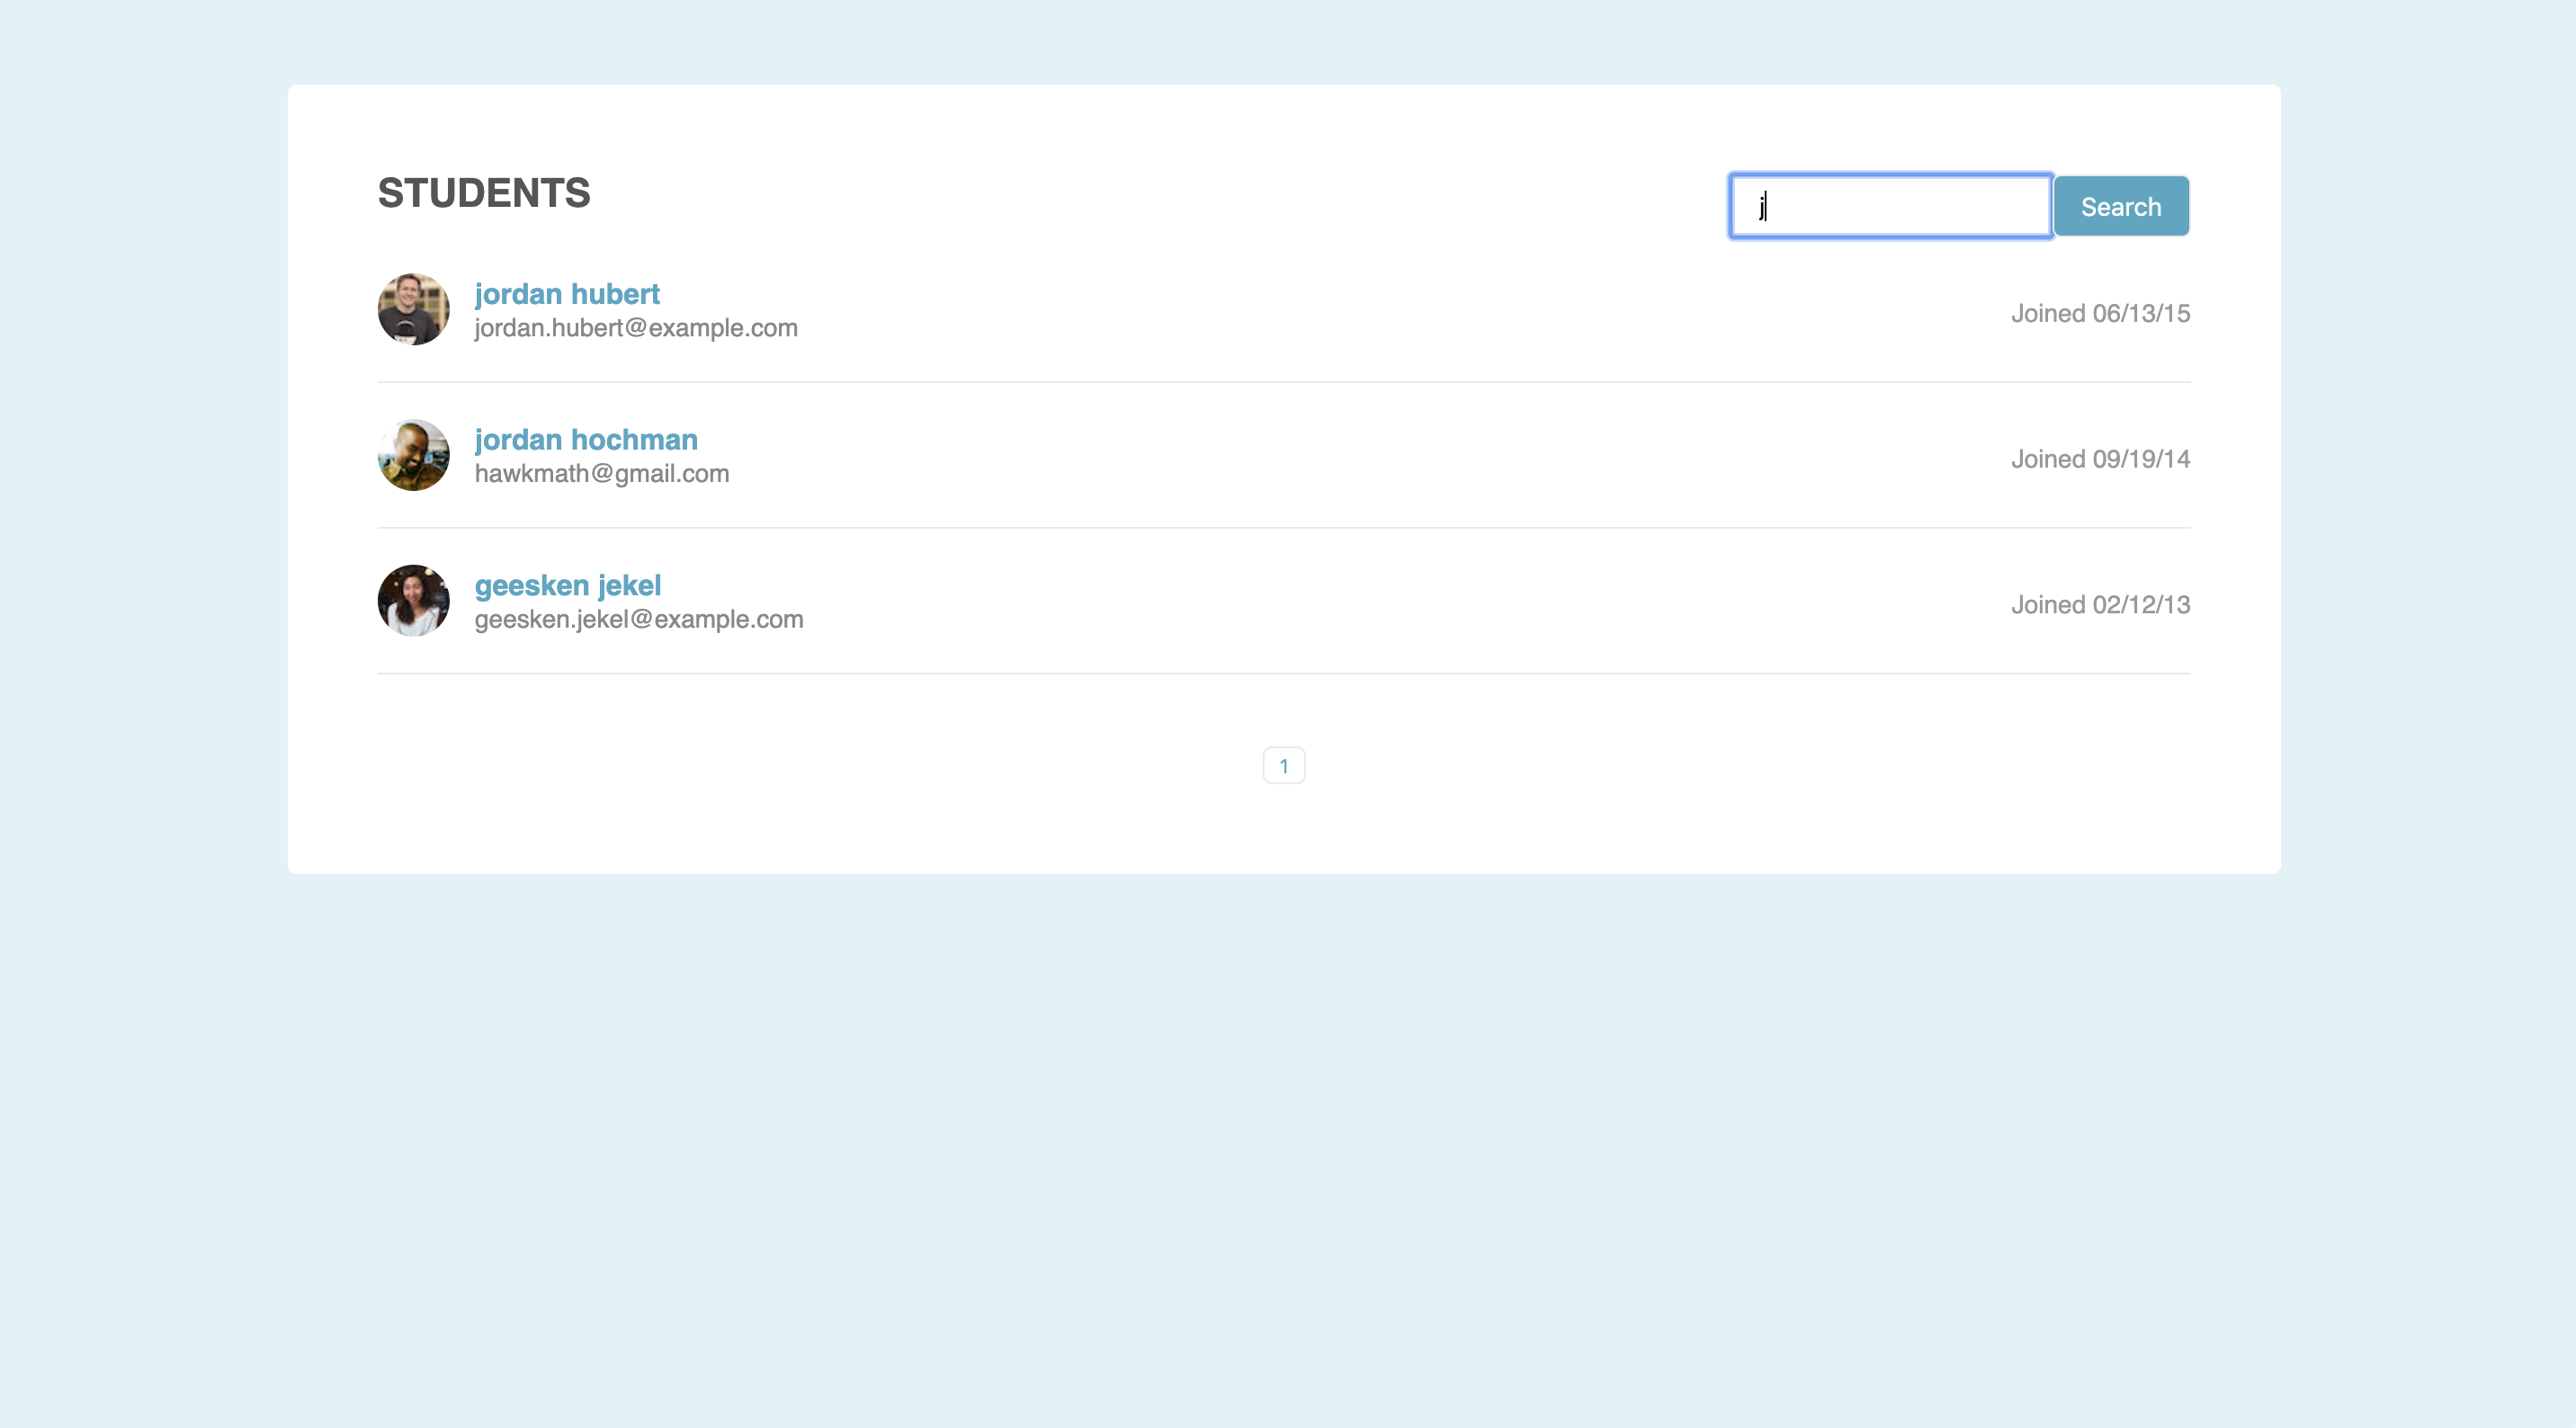 STUDENTS
j
Search
jordan hubert
jordan.hubert@example.com
Joined 06/13/15
jordan hochman
hawkmath@gmail.com
Joined 09/19/14
geesken jekel
geesken.jekel@example.com
Joined 02/12/13
1